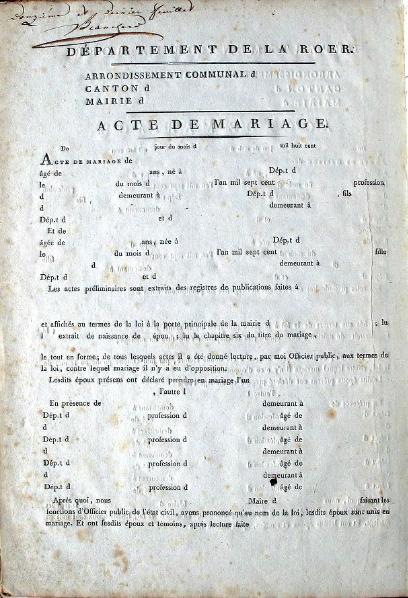 et dernier feuillet
DÉPARTEMENT DE LA ROER.
ARRONDISSEMENT COMMUNAL d
CANTON d
MAIRIE d
ACTE DE MARIAGE.
Du jour du mois d mil huit cent
ACTE DE MARIAGE de
âgé de ans, né à Dép.t d
le du mois d l'an mil sept cent profession
d demeurant à Dép.t d , fils
d demeurant à
Dép.t d et d
Et de
âgée de ans, née à Dép.t d
le du mois d l'an mil sept cent fille
d demeurant à
Dép.t d et d
Les actes préliminaires sont extraits des registres de publications faites à
et affichés au termes de la loi à la porte principale de la mairie d ; lu
l extrait de naissance de épou ; lu le chapitre six du titre du mariage,
le tout en forme; de tous lesquels actes il a été donné lecture, par moi Officier public, aux termes de
la loi, contre lequel mariage il n'y a eu d'opposition;
Lesdits époux présens ont déclaré prendre en mariage l'un
, l'autre l
En présence de demeurant à
Dép.t d profession d âgé de
d demeurant à
Dép.t d profession d âgé de
d demeurant à
Dép.t d profession d âgé de
d demeurant à
Dép.t d profession d âgé de
Après quoi, nous Maire d faisant les
fonctions d'Officier public de l'état civil, avons prononcé qu'au nom de la loi, lesdits époux sont unis en
mariage. Et ont lesdits époux et témoins, après lecture faite